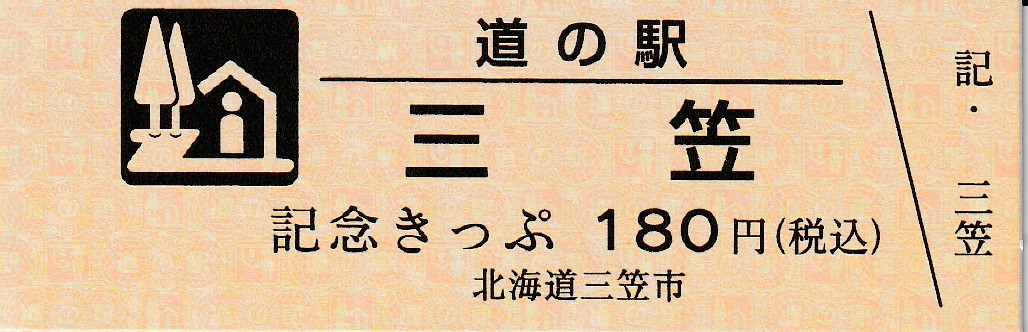 道の駅
三笠
記念きっぷ 180円(税込)
北海道三笠市
記・三笠